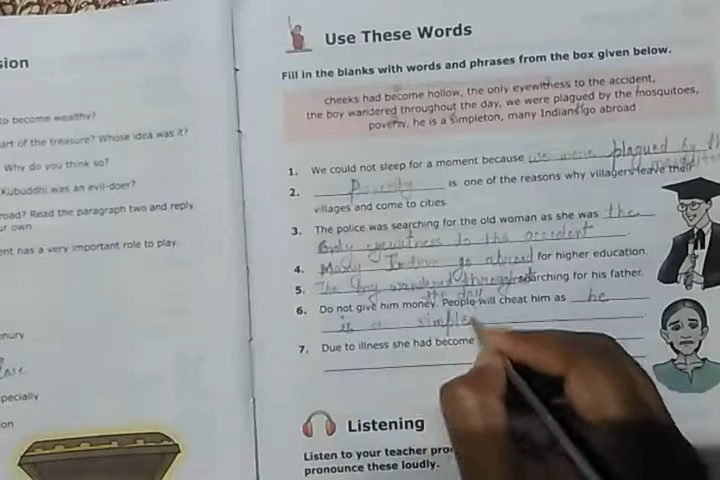 sion
to become wealthy?
art of the treasure? Whose idea was it?
Why do you think so?
Kubuddhi was an evil-doer?
road? Read the paragraph two and reply
ur own
ent has a very important role to play
enury
pecially
on
Use These Words
Fill in the blanks with words and phrases from the box given below.
cheeks had become hollow, the only eyewitness to the accident,
the boy wandered throughout the day, we were plagued by the mosquitoes,
poverty, he is a simpleton, many Indians go abroad
1. We could not sleep for a moment because we were plagued by th
2. Poverty is one of the reasons why villagers leave their
villages and come to cities.
3. The police was searching for the old woman as she was the
only eyewitness to the accident
4. Many Indian go abroad for higher education.
5. The boy wandered throughout the day searching for his father.
6. Do not give him money. People will cheat him as he
is a simple
7. Due to illness she had become
Listening
Listen to your teacher pro
pronounce these loudly.